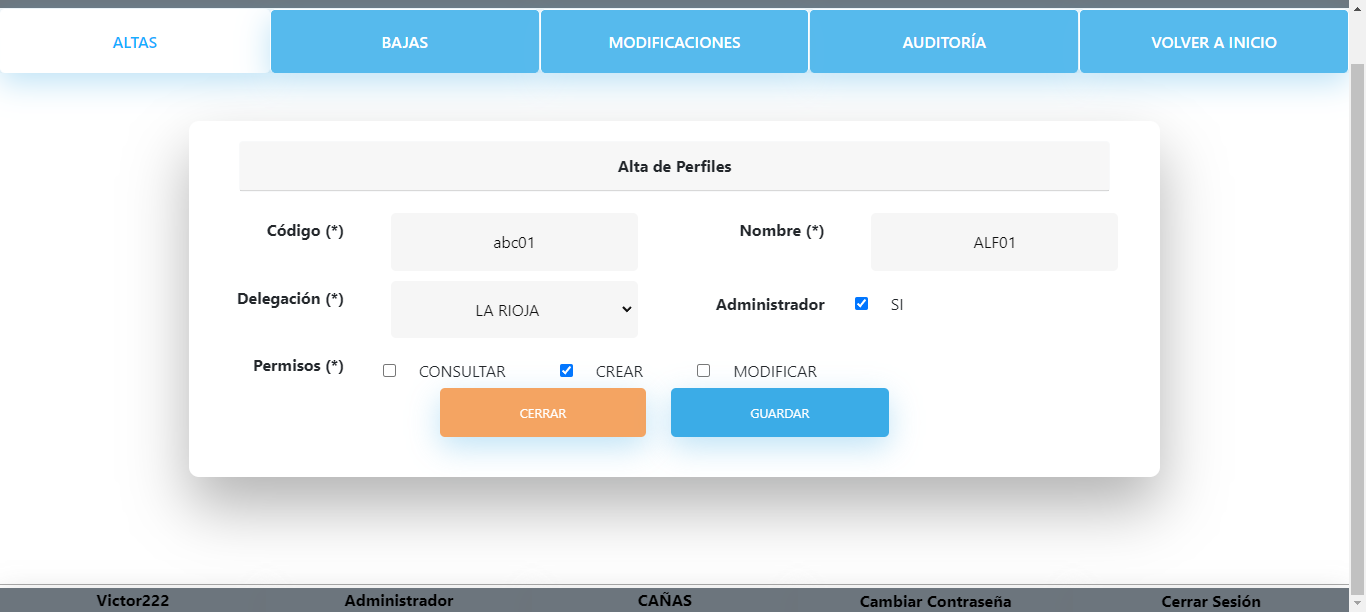 ALTAS BAJAS MODIFICACIONES AUDITORÍA VOLVER A INICIO
Alta de Perfiles
Código (*) abc01 Nombre (*) ALF01
Delegación (*) LA RIOJA Administrador SI
Permisos (*) CONSULTAR CREAR MODIFICAR
CERRAR GUARDAR
Victor222 Administrador CAÑAS Cambiar Contraseña Cerrar Sesión